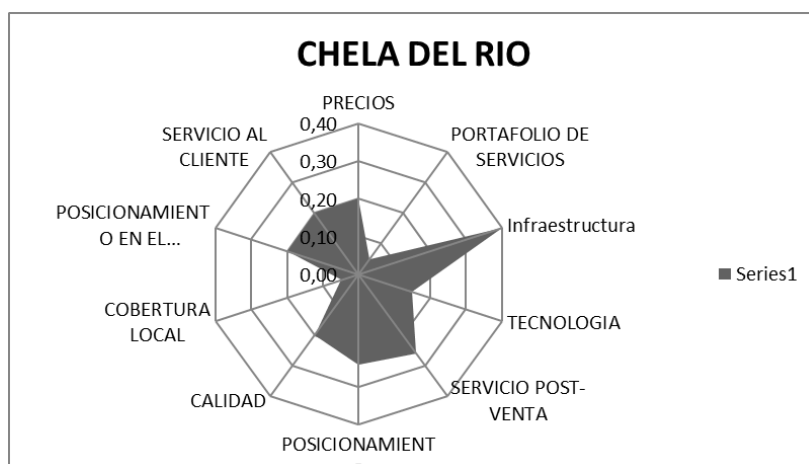 CHELA DEL RIO
PRECIOS
0,40
0,30
0,20
0,10
0,00
PORTAFOLIO DE
SERVICIOS
Infraestructura
TECNOLOGIA
SERVICIO POST-
VENTA
POSICIONAMIENT
CALIDAD
COBERTURA
LOCAL
POSICIONAMIENT
O EN EL...
SERVICIO AL
CLIENTE
Series1